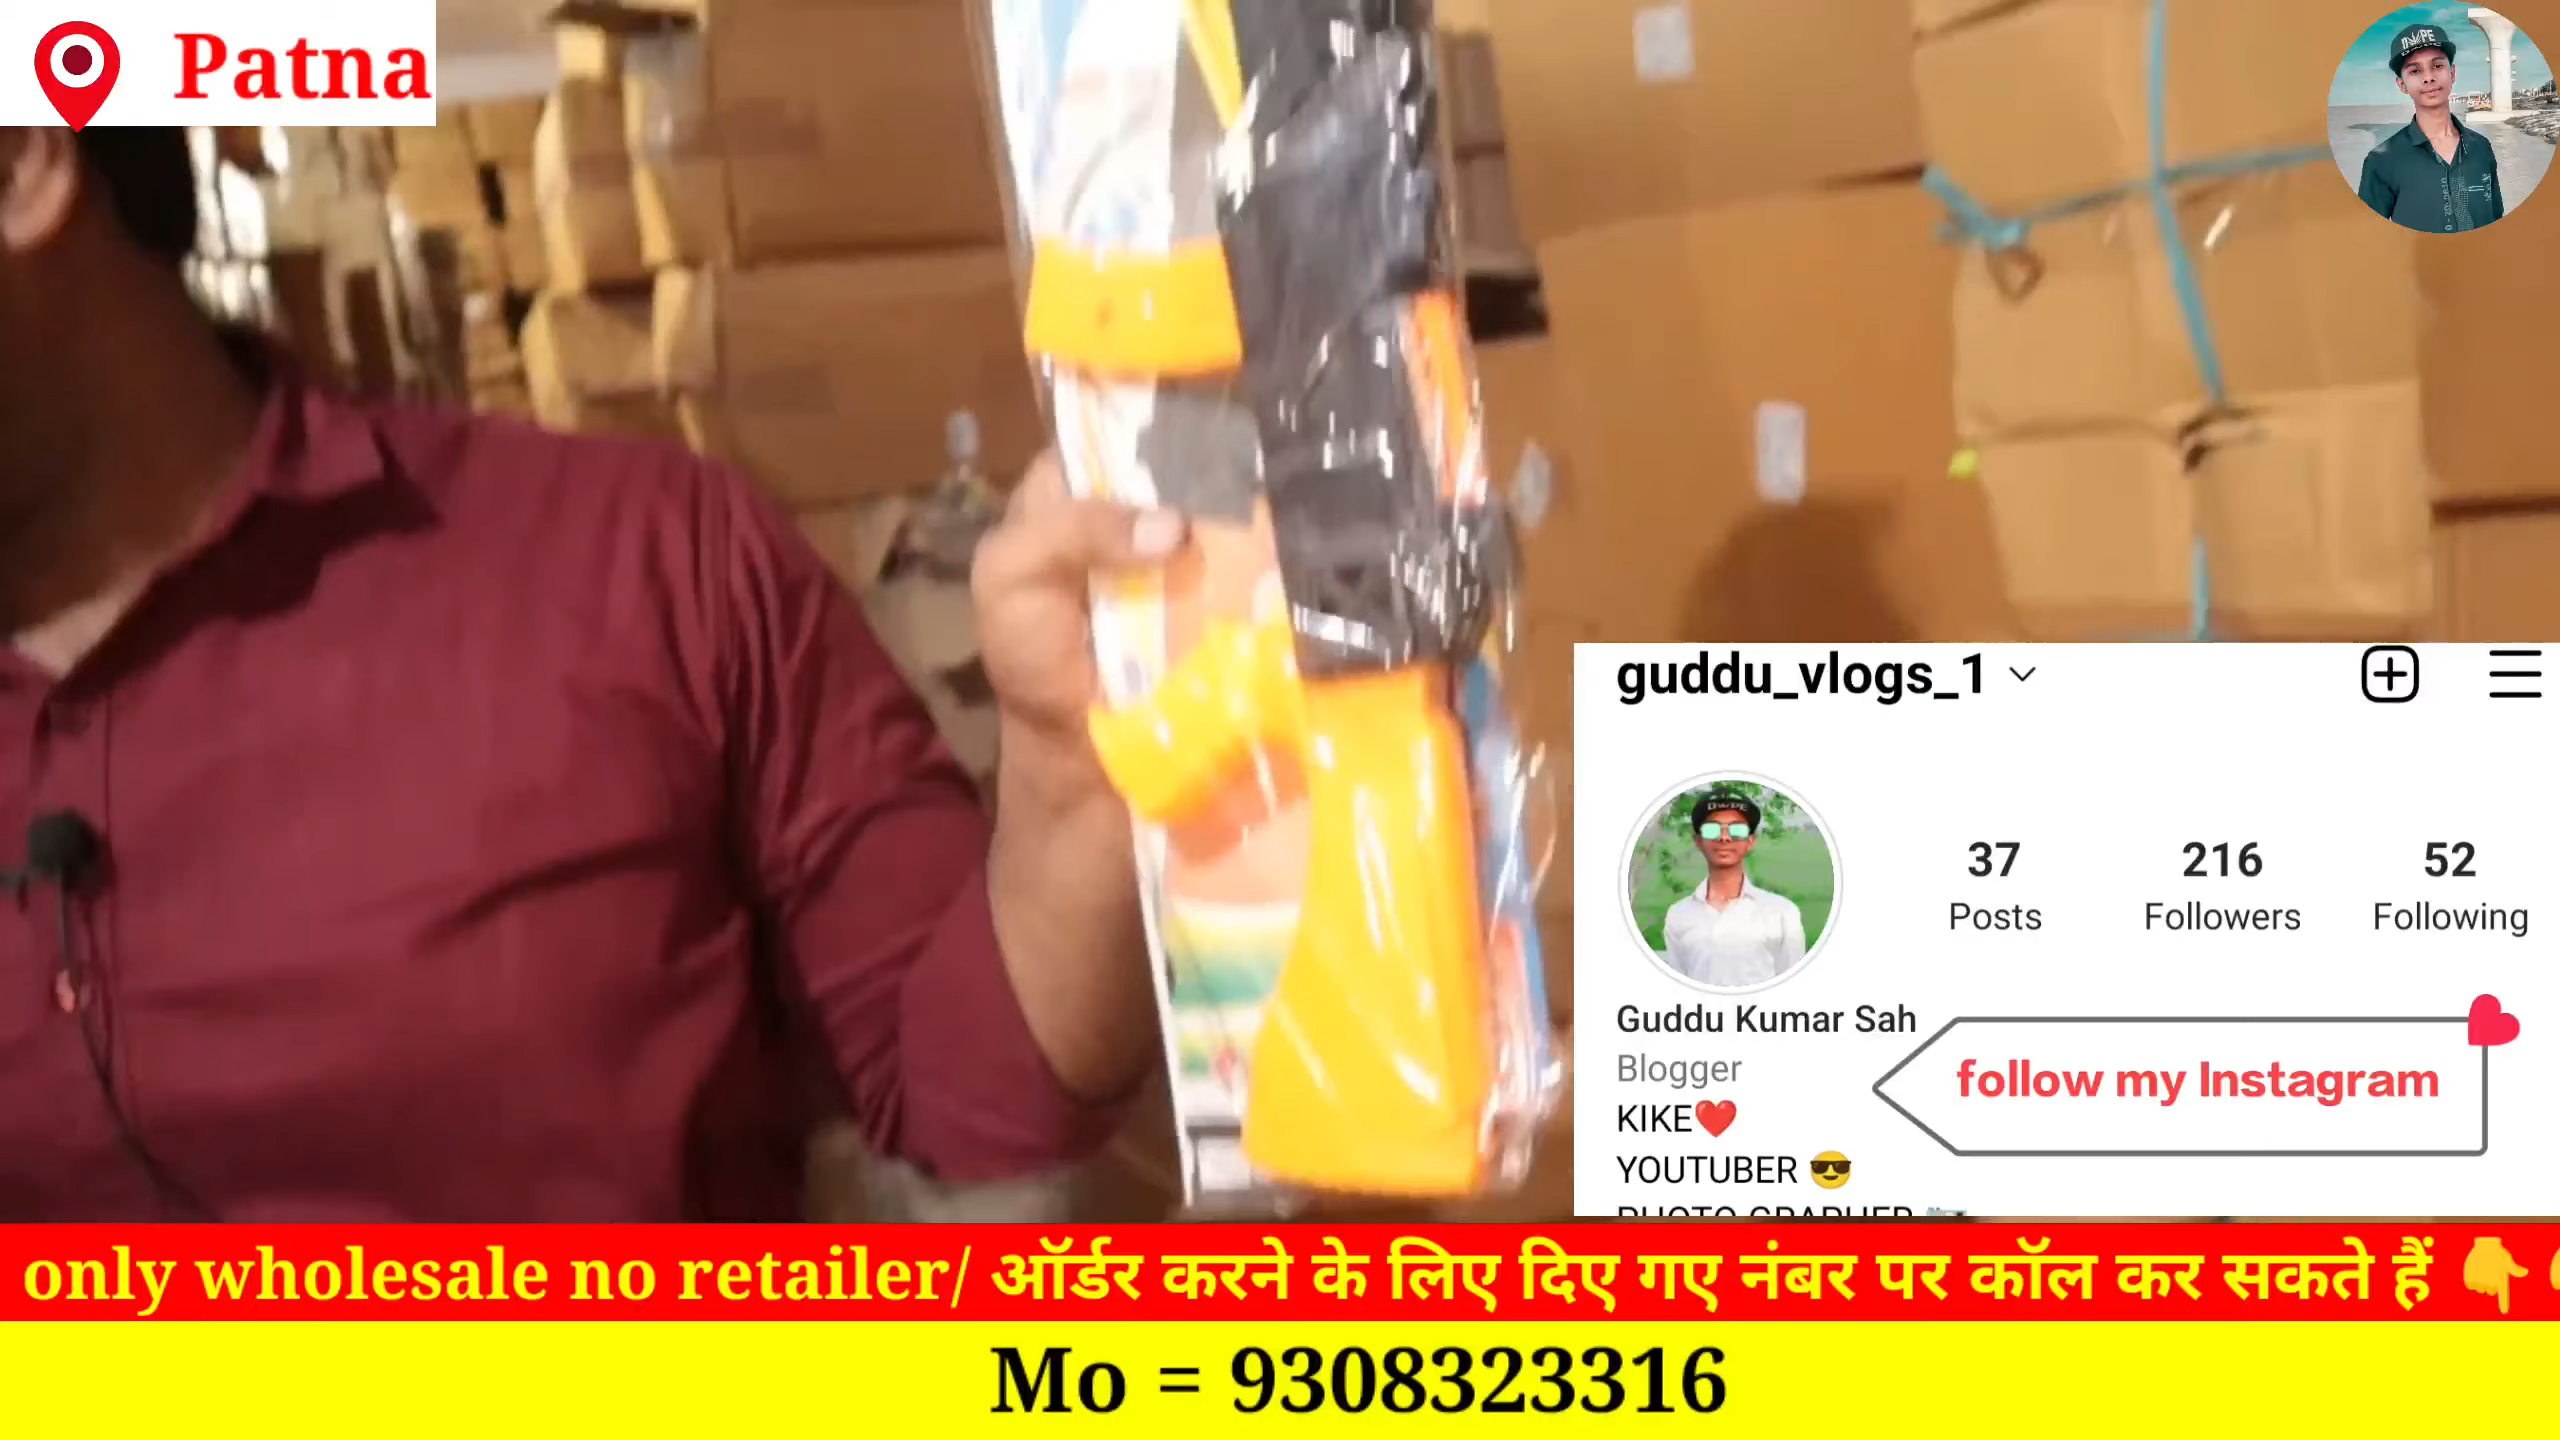 Patna
guddu_vlogs_1
37 216 52
Posts Followers Following
Guddu Kumar Sah
Blogger
follow my Instagram
KIKE❤️
YOUTUBER 😎
only wholesale no retailer/ ऑर्डर करने के लिए दिए गए नंबर पर कॉल कर सकते हैं 👇
Mo = 9308323316